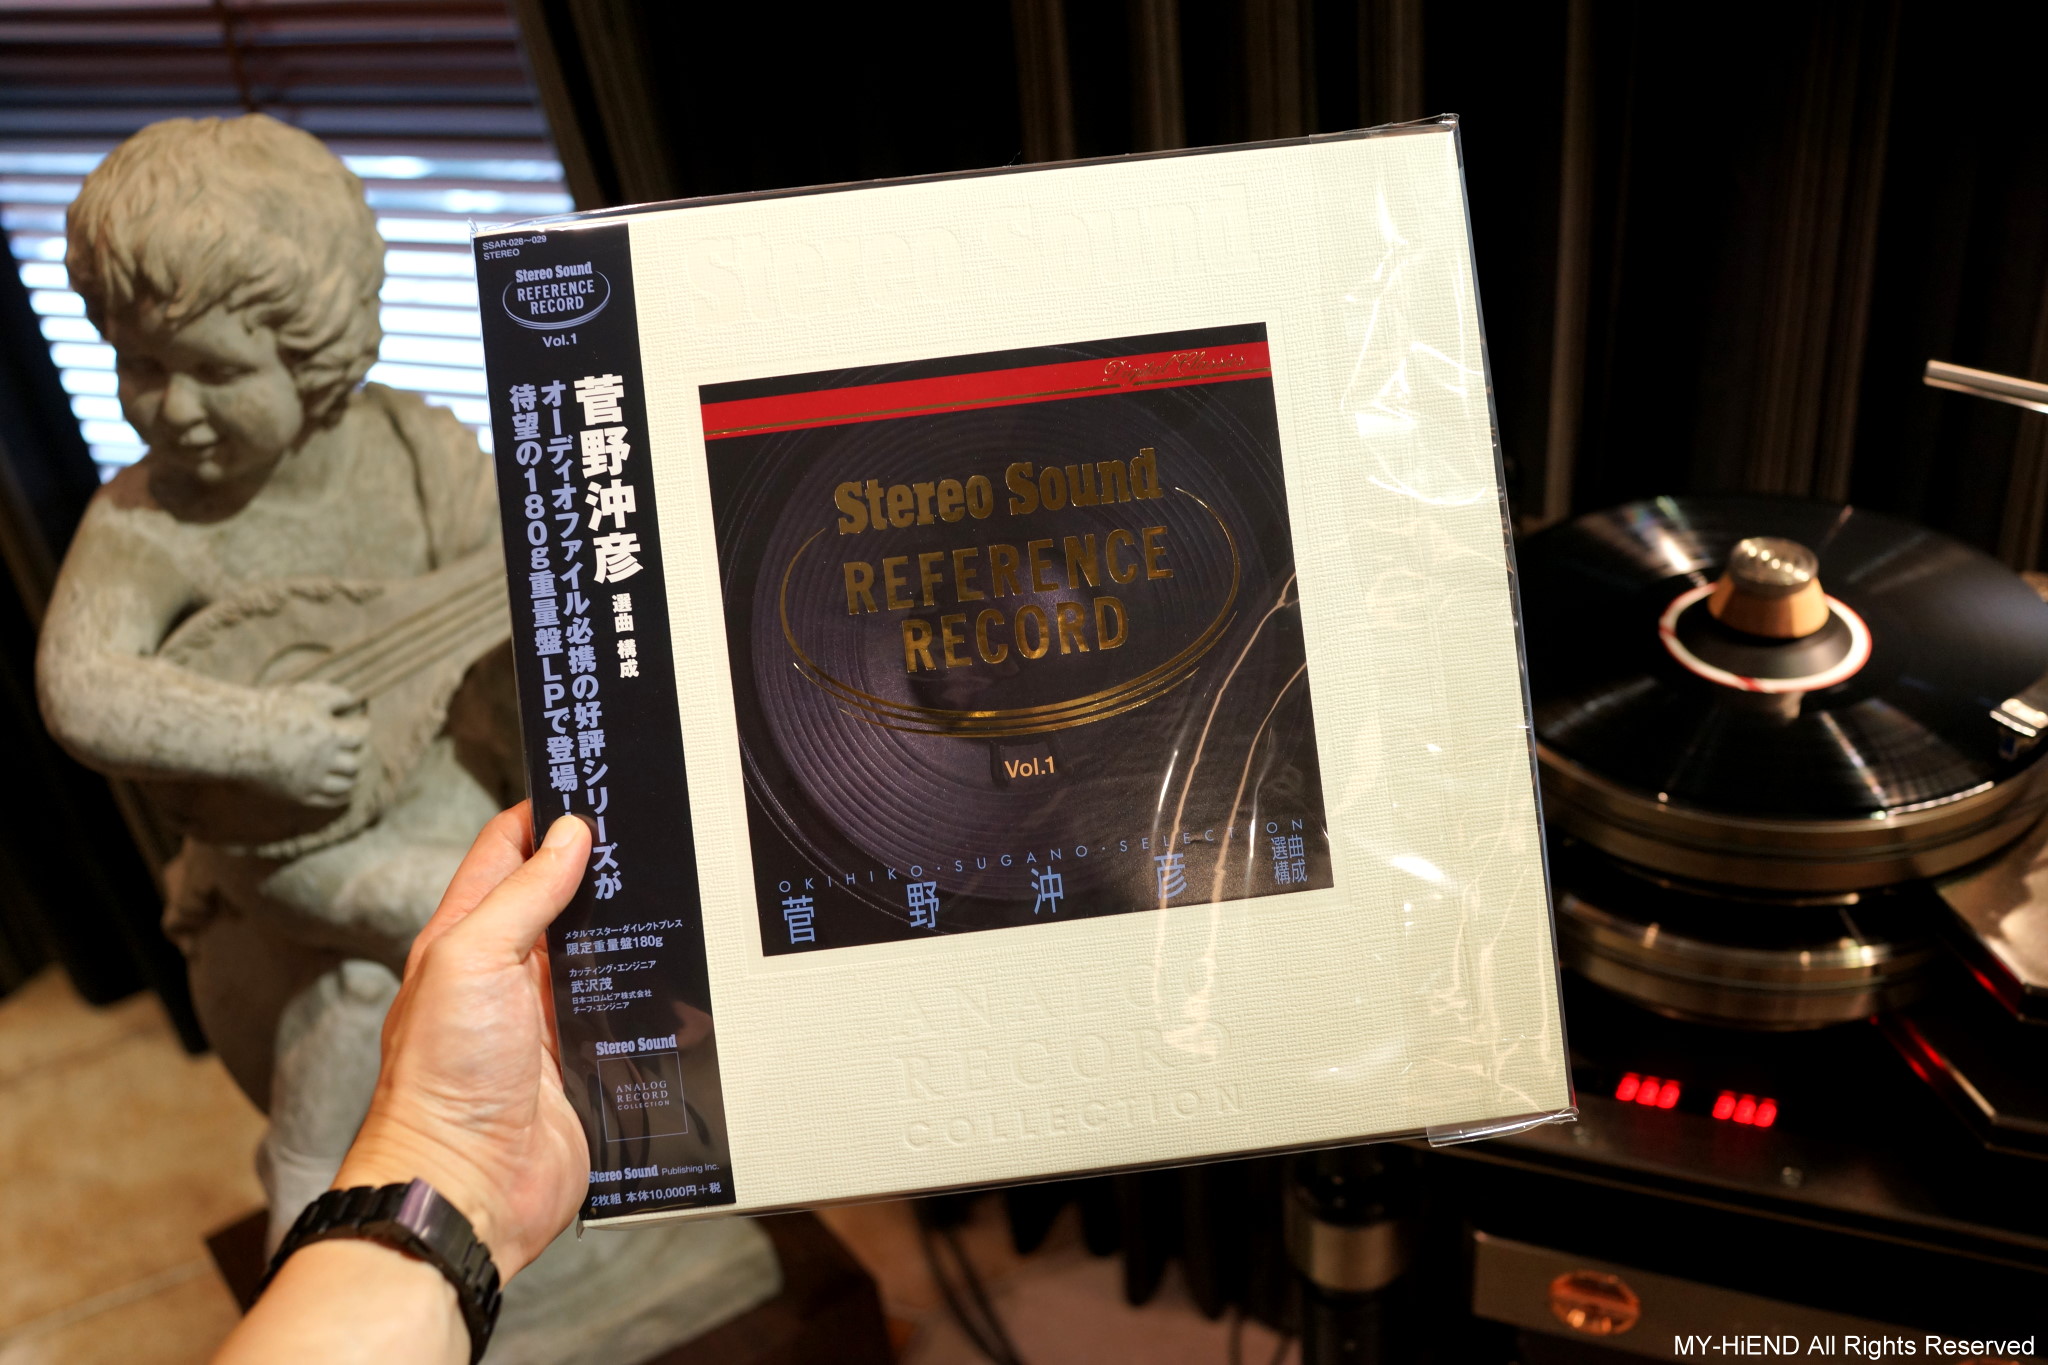 SSAR-028～029
STEREO
Stereo Sound
REFERENCE
RECORD
Vol.1
菅野沖彦 選曲 構成
オーディオファイル必携の好評シリーズが
待望の180g重量盤LPで登場!
メタルマスター・ダイレクトプレス
限定重量盤180g
カッティング・エンジニア
武沢茂
日本コロムビア株式会社
チーフ・エンジニア
Stereo Sound
ANALOG
RECORD
COLLECTION
Stereo Sound Publishing Inc.
2枚組 本体10,000円+税
Stereo Sound
Digital Classics
Stereo Sound
REFERENCE
RECORD
Vol.1
OKIHIKO・SUGANO・SELECTION
菅野沖彦 選曲
構成
RECORD
COLLECTION
MY-HiEND All Rights Reserved